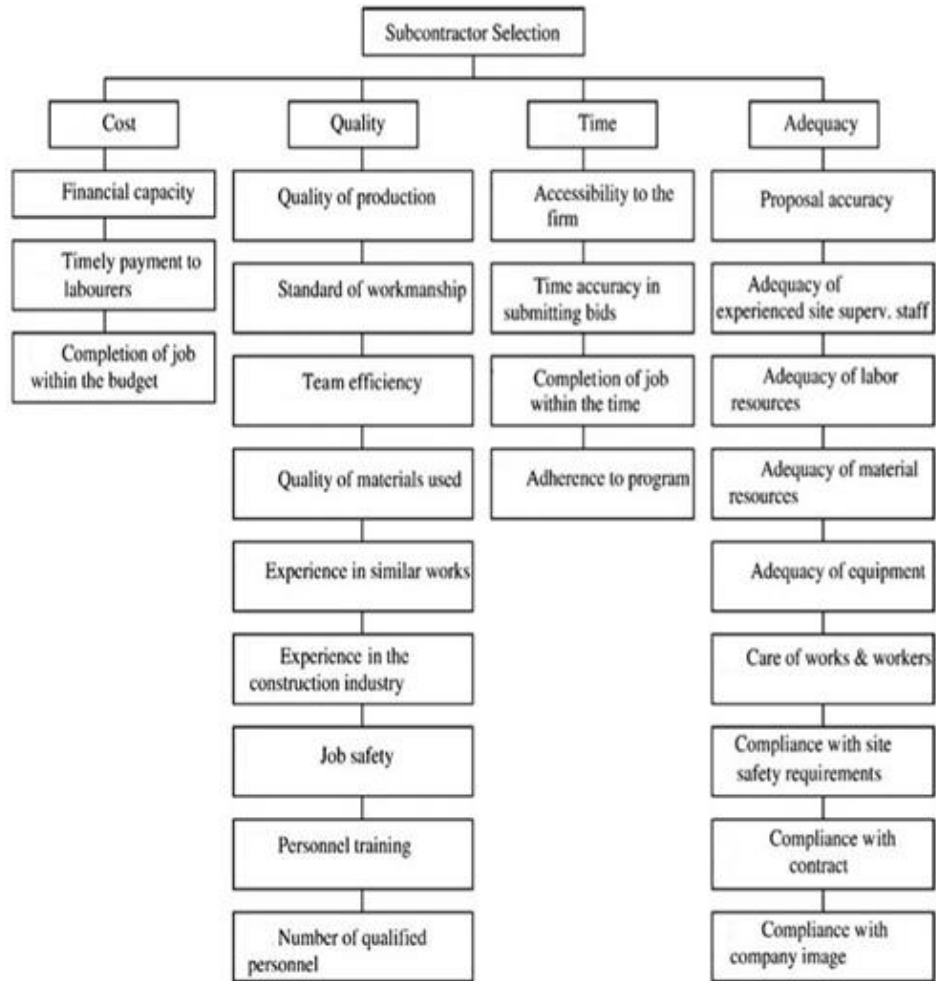 Subcontractor Selection
Cost
Quality
Time
Adequacy
Financial capacity
Timely payment to
labourers
Completion of job
within the budget
Quality of production
Standard of workmanship
Team efficiency
Quality of materials used
Experience in similar works
Experience in the
construction industry
Job safety
Personnel training
Number of qualified
personnel
Accessibility to the
firm
Time accuracy in
submitting bids
Completion of job
within the time
Adherence to program
Proposal accuracy
Adequacy of
experienced site superv. staff
Adequacy of labor
resources
Adequacy of material
resources
Adequacy of equipment
Care of works & workers
Compliance with site
safety requirements
Compliance with
contract
Compliance with
company image